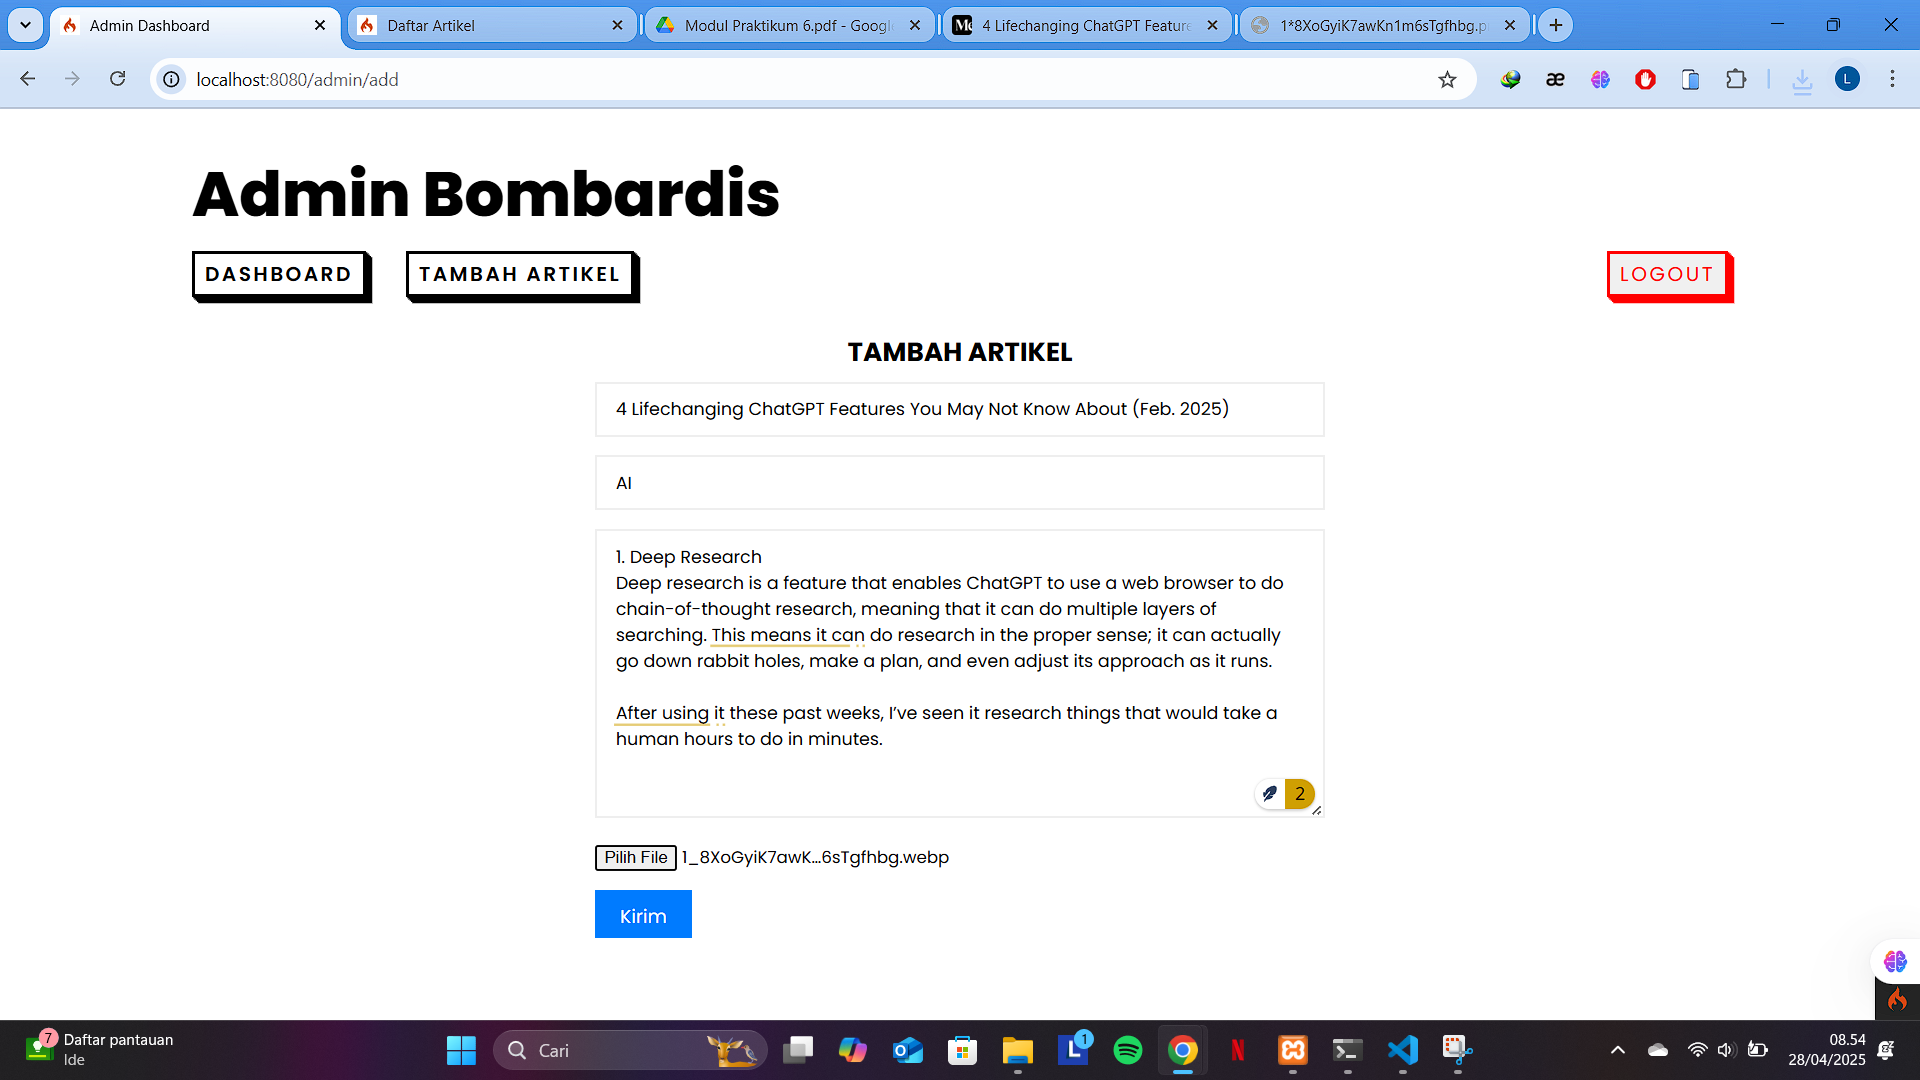 Admin Dashboard
Daftar Artikel
Modul Praktikum 6.pdf - Googl
4 Lifechanging ChatGPT Feature
1*8XoGyiK7awKn1m6sTgfhbg.p
localhost:8080/admin/add
L
Admin Bombardis
DASHBOARD
TAMBAH ARTIKEL
LOGOUT
TAMBAH ARTIKEL
4 Lifechanging ChatGPT Features You May Not Know About (Feb. 2025)
AI
1. Deep Research
Deep research is a feature that enables ChatGPT to use a web browser to do
chain-of-thought research, meaning that it can do multiple layers of
searching. This means it can do research in the proper sense; it can actually
go down rabbit holes, make a plan, and even adjust its approach as it runs.
After using it these past weeks, I’ve seen it research things that would take a
human hours to do in minutes.
2
Pilih File 1_8XoGyiK7awK...6sTgfhbg.webp
Kirim
7
Daftar pantauan
Ide
Cari
L
1
N
08.54
28/04/2025